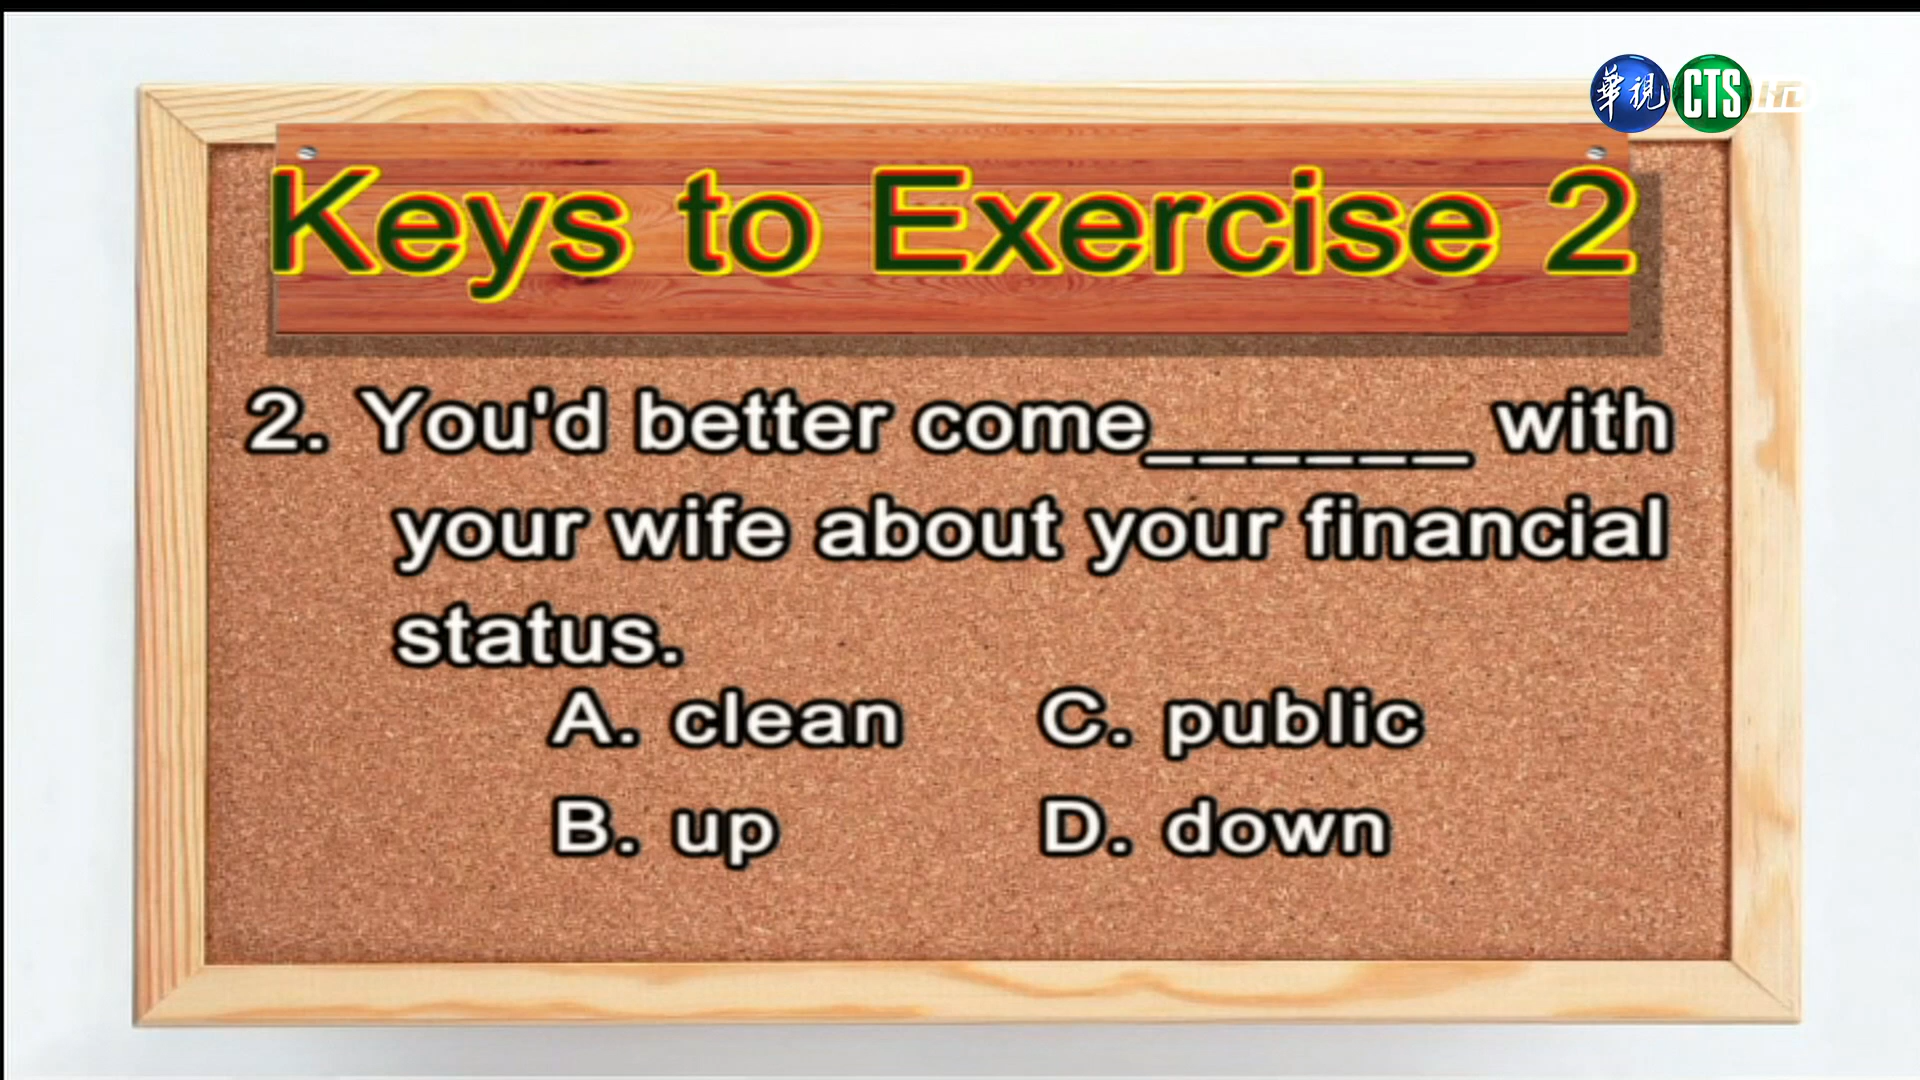 華視 CTS HD
Keys to Exercise 2
2. You'd better come______ with
your wife about your financial
status.
A. clean C. public
B. up D. down